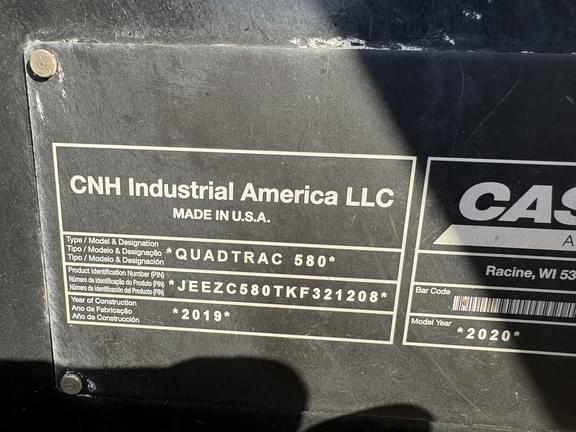 CNH Industrial America LLC
MADE IN U.S.A.
Type / Model & Designation
Tipo / Modelo & Designação
Tipo / Modelo & Designación
*QUADTRAC 580*
Product Identification Number (PIN)
Número de Identificação do Produto (PIN)
Número de Identificación del Producto (PIN)
*JEEZC580TKF321208*
Year of Construction
Ano de Fabricação
Año de Construcción
*2019*
CAS
A
Racine, WI 53
Bar Code
Model Year
*2020*